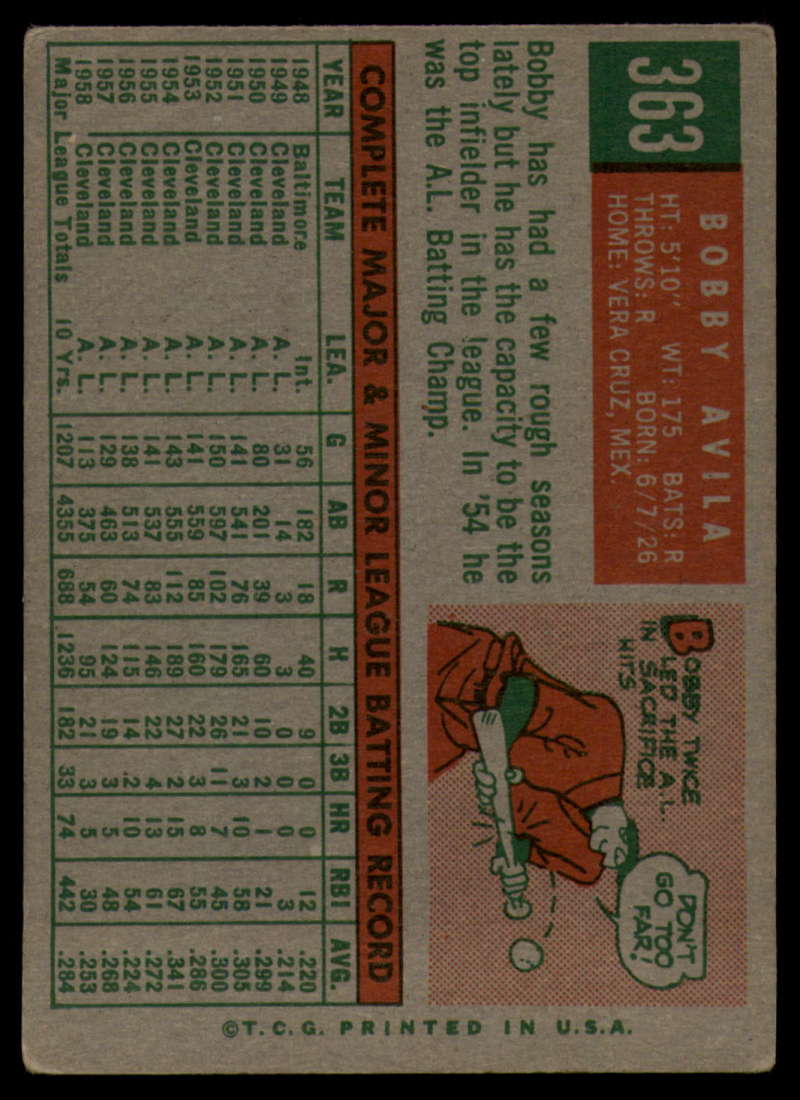 363
BOBBY AVILA
HT: 5'10" WT: 175 BATS: R
THROWS: R BORN: 6/7/26
HOME: VERA CRUZ, MEX.
Bobby has had a few rough seasons
lately but he has the capacity to be the
top infielder in the league. In '54 he
was the A.L. Batting Champ.
BOBBY TWICE
LED THE A.L.
IN SACRIFICE
HITS
DON'T
GO TOO
FAR!
COMPLETE MAJOR & MINOR LEAGUE BATTING RECORD
YEAR TEAM LEA. G AB R H 2B 3B HR RBI AVG.
1948 Baltimore Int. 56 182 18 40 9 0 0 12 .220
1949 Cleveland A. L. 31 14 3 3 0 0 0 3 .214
1950 Cleveland A. L. 80 201 39 60 10 2 1 21 .299
1951 Cleveland A. L. 141 541 76 165 21 3 10 58 .305
1952 Cleveland A. L. 150 597 102 179 26 11 7 45 .300
1953 Cleveland A. L. 141 559 85 160 22 3 8 55 .286
1954 Cleveland A. L. 143 555 112 189 27 2 15 67 .341
1955 Cleveland A. L. 141 537 83 146 22 4 13 61 .272
1956 Cleveland A. L. 138 513 74 115 14 .2 10 54 .224
1957 Cleveland A. L. 129 463 60 124 19 3 5 48 .268
1958 Cleveland A. L. 113 375 54 95 21 3 5 30 .253
Major League Totals 10 Yrs. 1207 4355 688 1236 182 33 74 442 .284
©T.C.G. PRINTED IN U.S.A.